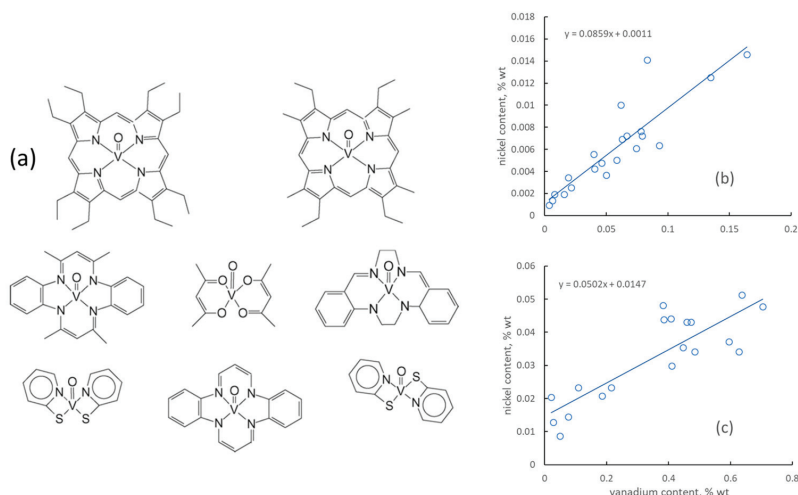 (a)
O
V
N
N
N
N
O
V
N
N
N
N
O
N
N
V
N
N
O
O
O
V
O
O
N
N
O
V
N
N
O
N
V
N
S
S
O
N
N
V
N
N
O
S
N
V
S
N
y = 0.0859x + 0.0011
nickel content, % wt
0.018
0.016
0.014
0.012
0.01
0.008
0.006
0.004
0.002
0
0
0.05
0.1
0.15
0.2
(b)
y = 0.0502x + 0.0147
nickel content, % wt
0.06
0.05
0.04
0.03
0.02
0.01
0
0
0.2
0.4
0.6
0.8
(c)
vanadium content, % wt